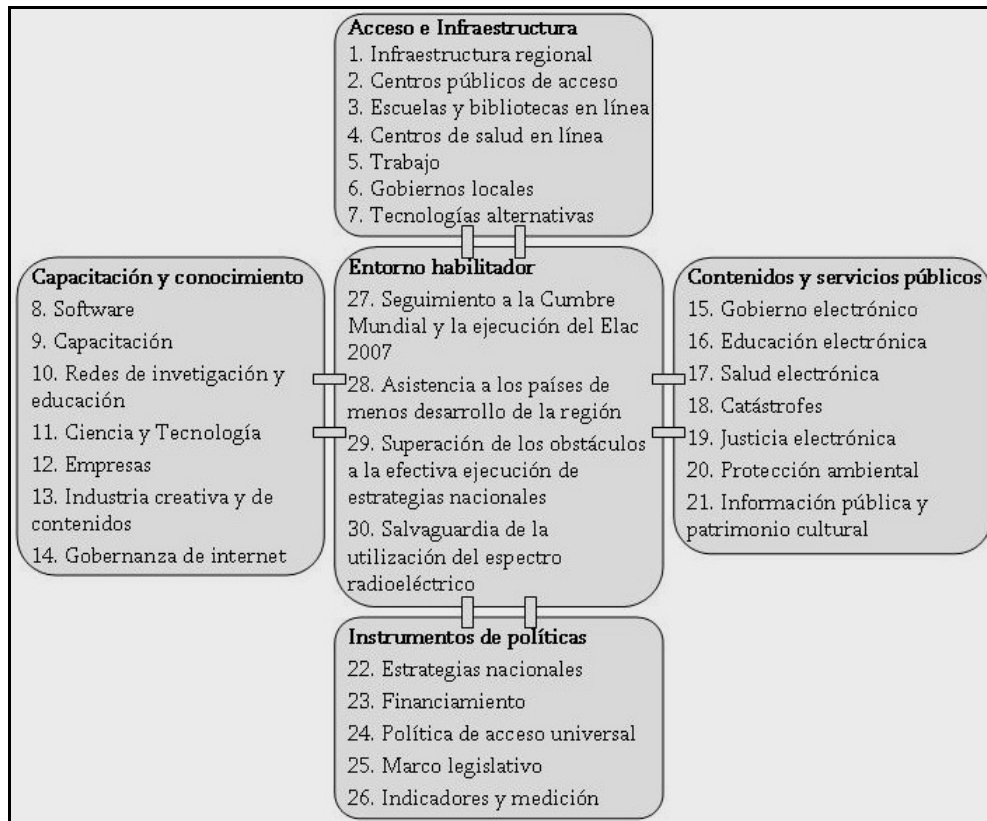 Acceso e Infraestructura
1. Infraestructura regional
2. Centros públicos de acceso
3. Escuelas y bibliotecas en línea
4. Centros de salud en línea
5. Trabajo
6. Gobiernos locales
7. Tecnologías alternativas
Capacitación y conocimiento
8. Software
9. Capacitación
10. Redes de invetigación y
educación
11. Ciencia y Tecnología
12. Empresas
13. Industria creativa y de
contenidos
14. Gobernanza de internet
Entorno habilitador
27. Seguimiento a la Cumbre
Mundial y la ejecución del Elac
2007
28. Asistencia a los países de
menos desarrollo de la región
29. Superación de los obstáculos
a la efectiva ejecución de
estrategias nacionales
30. Salvaguardia de la
utilización del espectro
radioeléctrico
Contenidos y servicios públicos
15. Gobierno electrónico
16. Educación electrónica
17. Salud electrónica
18. Catástrofes
19. Justicia electrónica
20. Protección ambiental
21. Información pública y
patrimonio cultural
Instrumentos de políticas
22. Estrategias nacionales
23. Financiamiento
24. Política de acceso universal
25. Marco legislativo
26. Indicadores y medición